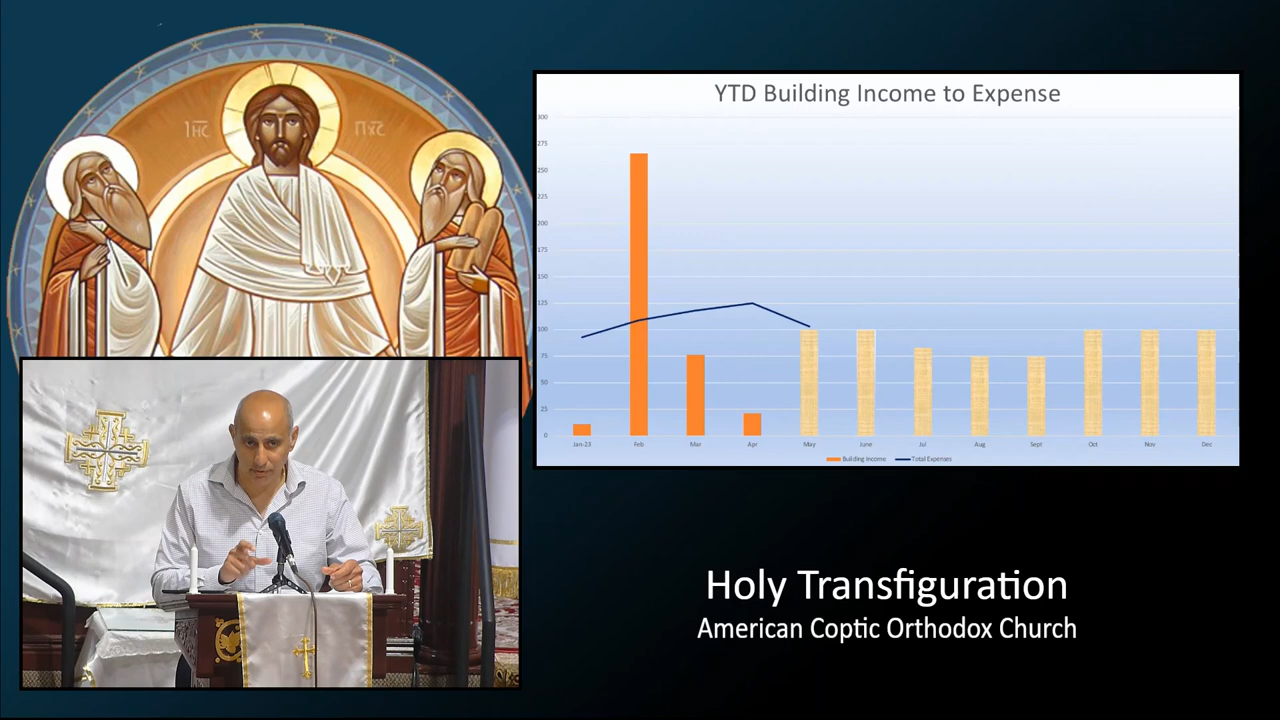 ΙΗС ΠΧС
YTD Building Income to Expense
300
275
250
225
200
175
150
125
100
75
50
25
0
Jan-23 Feb Mar Apr May June Jul Aug Sept Oct Nov Dec
Building Income Total Expenses
Holy Transfiguration
American Coptic Orthodox Church